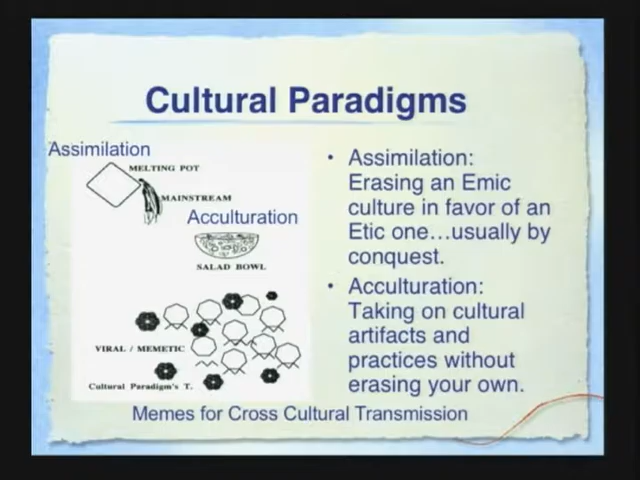 Cultural Paradigms
Assimilation
MELTING POT
MAINSTREAM
Acculturation
SALAD BOWL
VIRAL / MEMETIC
Cultural Paradigm's T.
• Assimilation:
Erasing an Emic
culture in favor of an
Etic one…usually by
conquest.
• Acculturation:
Taking on cultural
artifacts and
practices without
erasing your own.
Memes for Cross Cultural Transmission